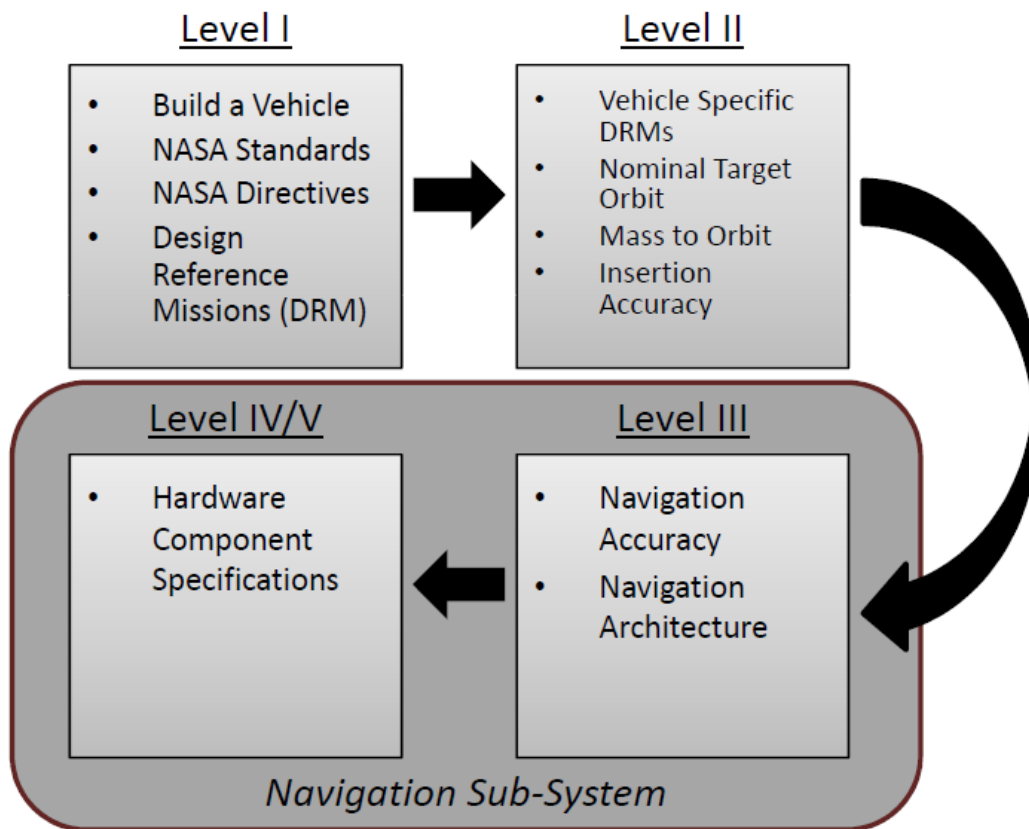 Level I
• Build a Vehicle
• NASA Standards
• NASA Directives
• Design
Reference
Missions (DRM)
Level II
• Vehicle Specific
DRMs
• Nominal Target
Orbit
• Mass to Orbit
• Insertion
Accuracy
Level III
• Navigation
Accuracy
• Navigation
Architecture
Level IV/V
• Hardware
Component
Specifications
Navigation Sub-System